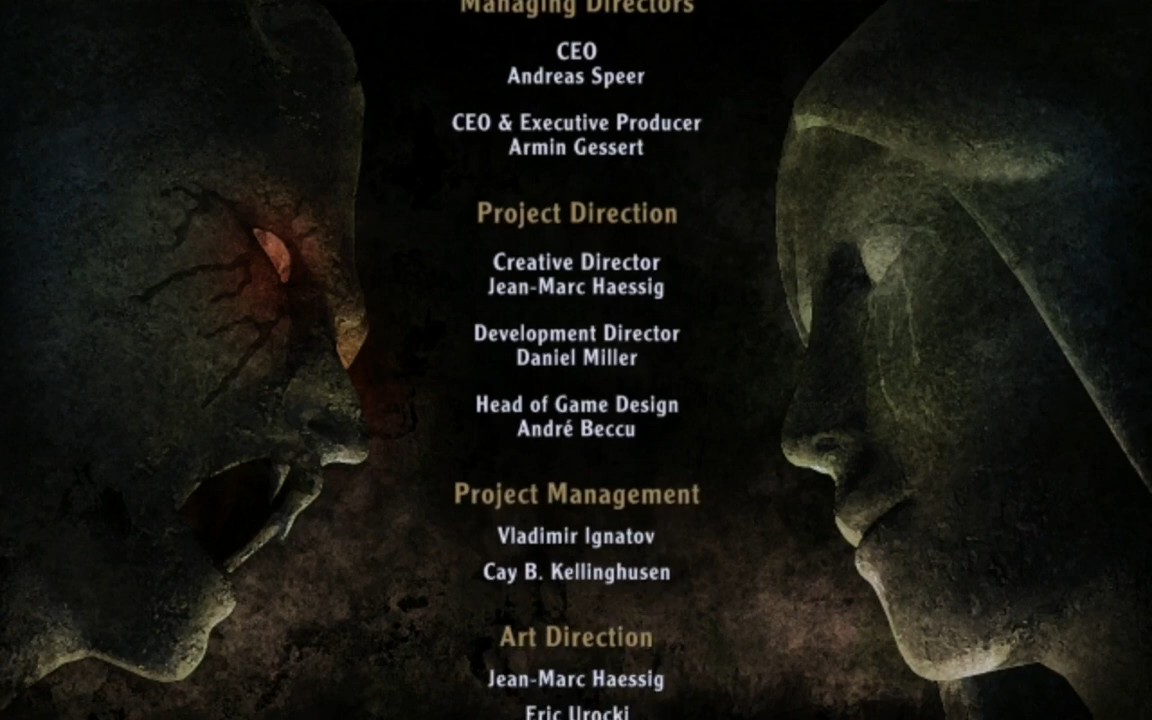 Managing Directors
CEO
Andreas Speer
CEO & Executive Producer
Armin Gessert
Project Direction
Creative Director
Jean-Marc Haessig
Development Director
Daniel Miller
Head of Game Design
André Beccu
Project Management
Vladimir Ignatov
Cay B. Kellinghusen
Art Direction
Jean-Marc Haessig
Eric Urocki